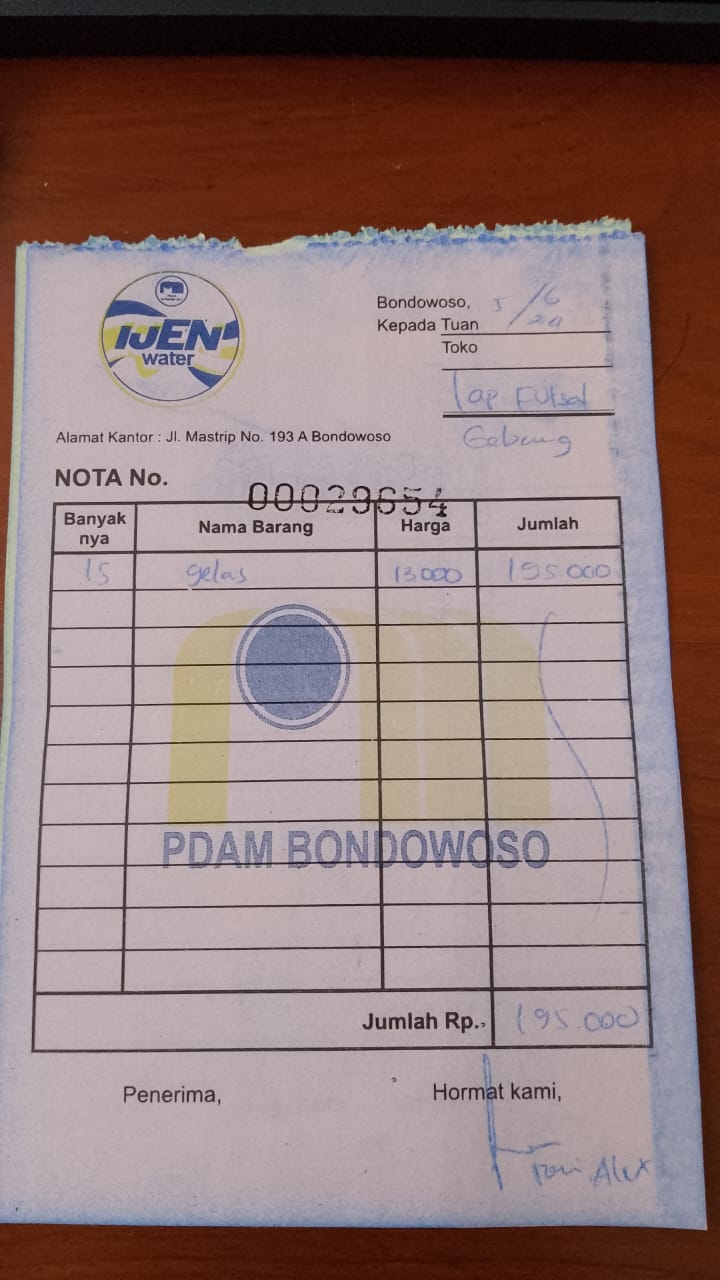 IJEN
water
Bondowoso, 5/6/24
Kepada Tuan
Toko
Lap Futsal
Gebang
Alamat Kantor : Jl. Mastrip No. 193 A Bondowoso
NOTA No. 00029654
Banyak nya Nama Barang Harga Jumlah
15 gelas 13.000 195.000
PDAM BONDOWOSO
Jumlah Rp. 195.000
Penerima, Hormat kami,